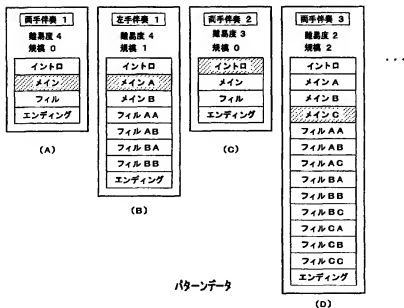 両手伴奏 1
難易度 4
規模 0
イントロ
メイン
フィル
エンディング
(A)
左手伴奏 1
難易度 4
規模 1
イントロ
メイン A
メイン B
フィル AA
フィル AB
フィル BA
フィル BB
エンディング
(B)
両手伴奏 2
難易度 3
規模 0
イントロ
メイン
フィル
エンディング
(C)
両手伴奏 3
難易度 2
規模 2
イントロ
メイン A
メイン B
メイン C
フィル AA
フィル AB
フィル AC
フィル BA
フィル BB
フィル BC
フィル CA
フィル CB
フィル CC
エンディング
(D)
・・・
パターンデータ